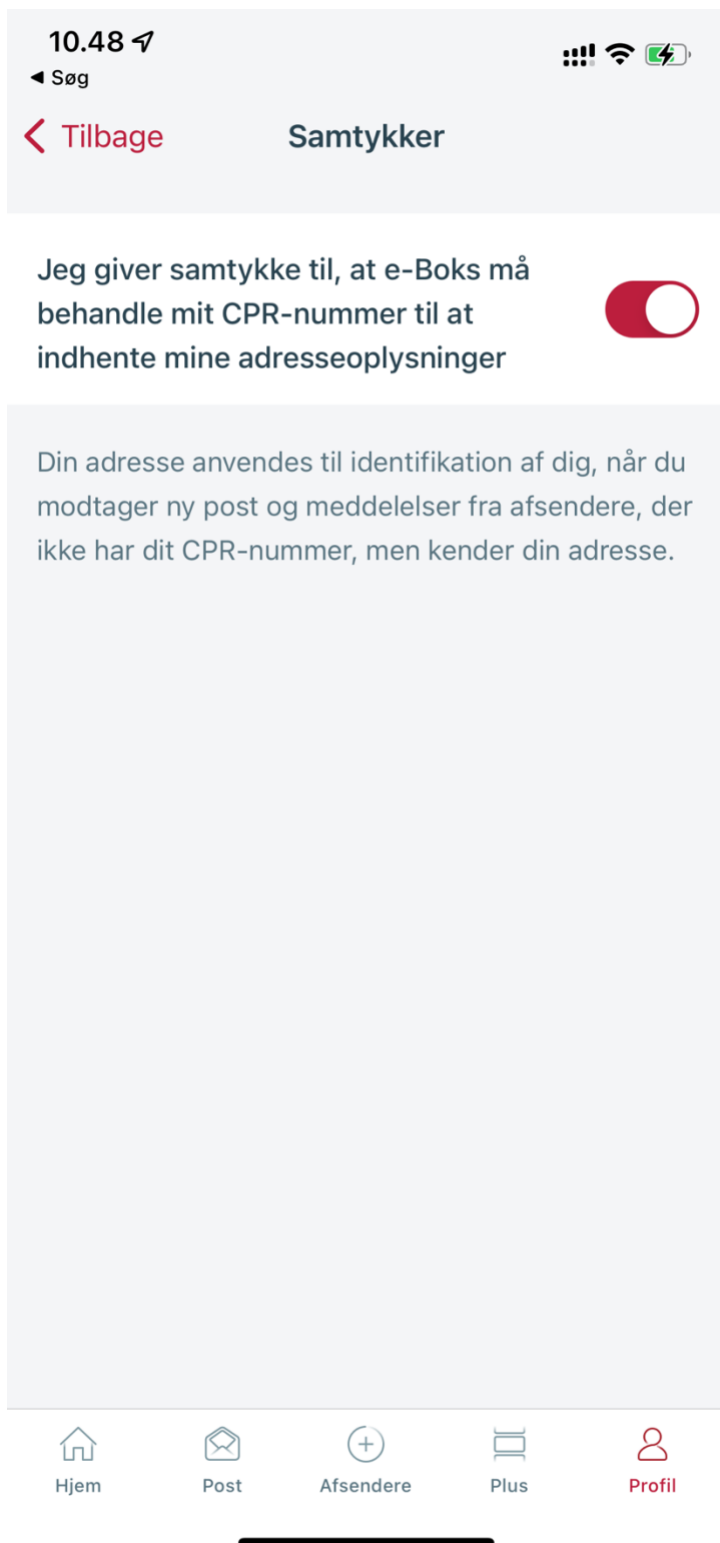 10.48
◀ Søg
Tilbage
Samtykker
Jeg giver samtykke til, at e-Boks må
behandle mit CPR-nummer til at
indhente mine adresseoplysninger
Din adresse anvendes til identifikation af dig, når du
modtager ny post og meddelelser fra afsendere, der
ikke har dit CPR-nummer, men kender din adresse.
Hjem
Post
Afsendere
Plus
Profil